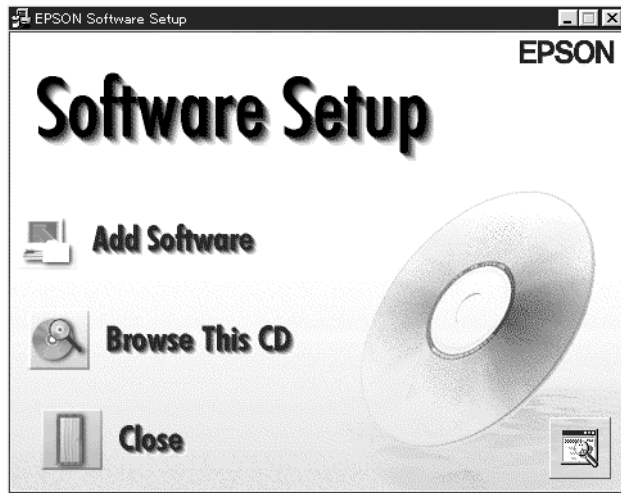 EPSON Software Setup
EPSON
Software Setup
Add Software
Browse This CD
Close